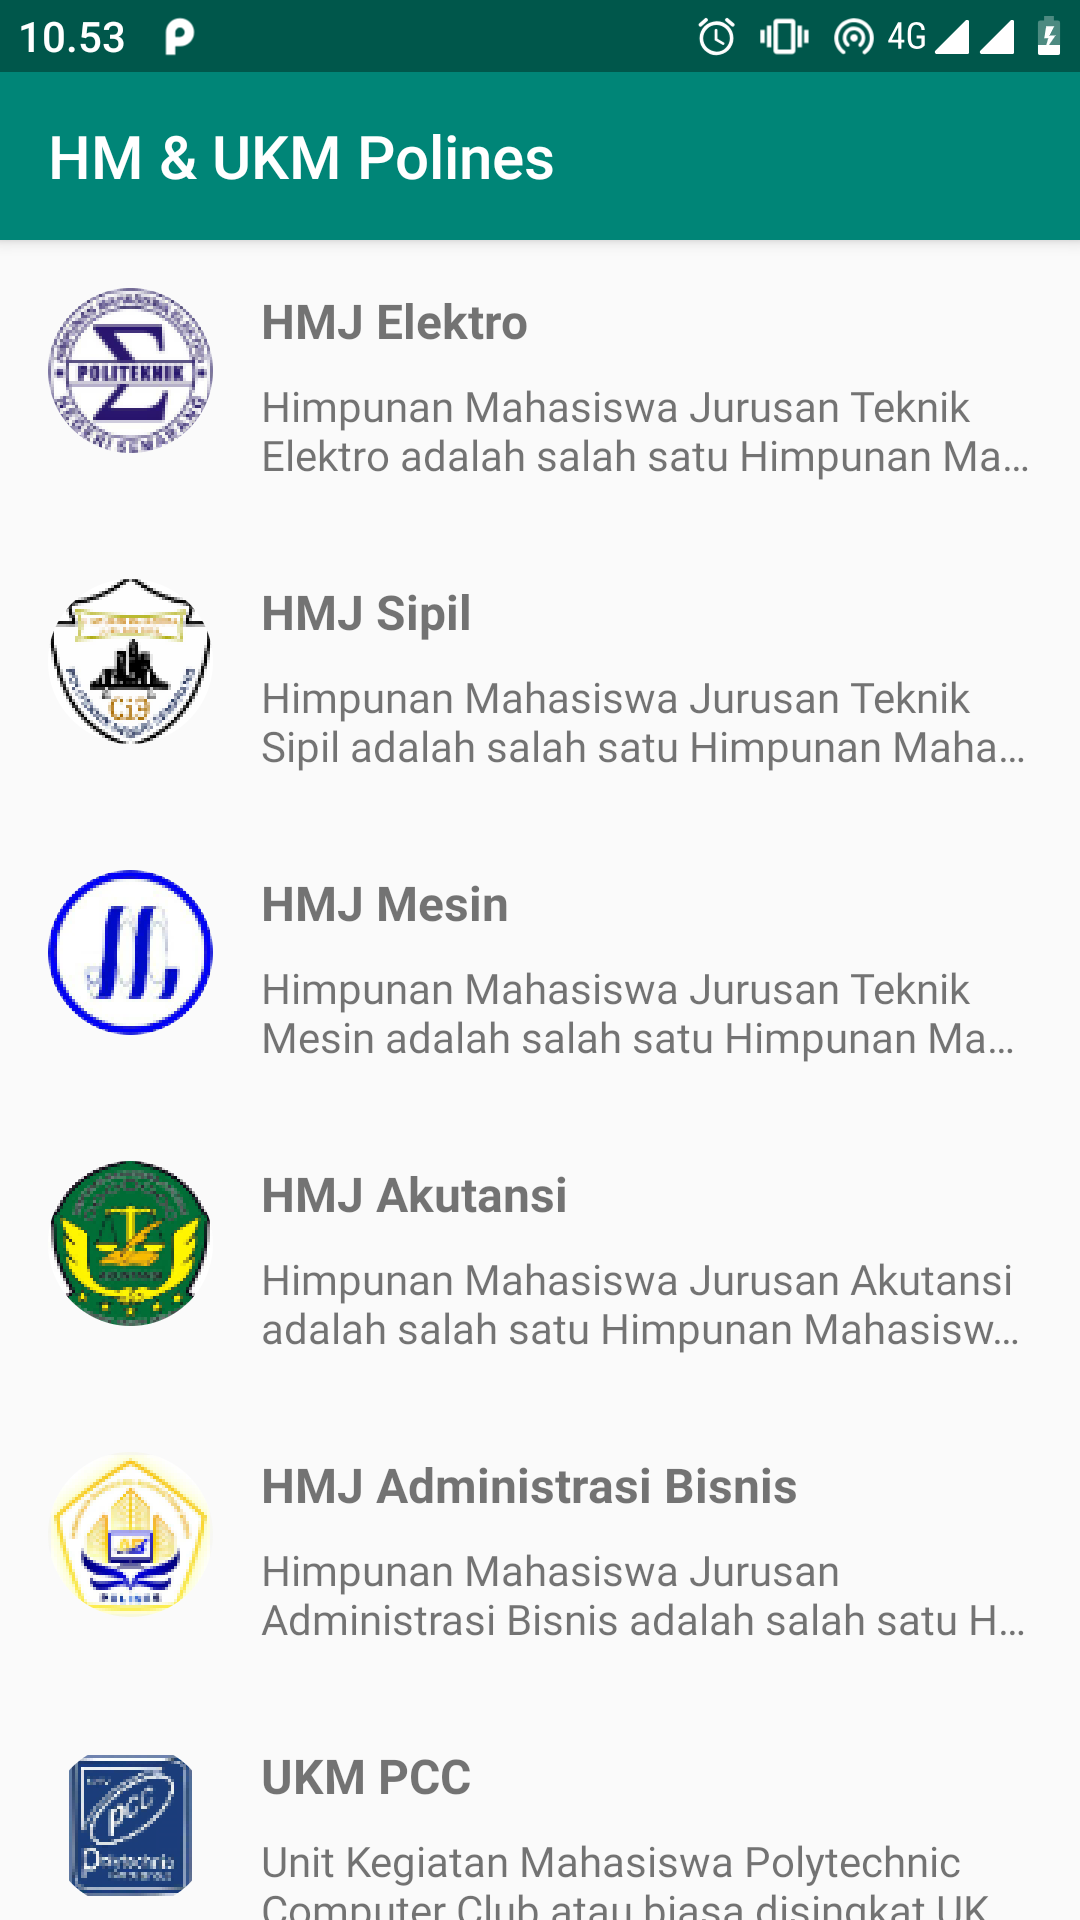 10.53
4G
HM & UKM Polines
POLITEKNIK
NEGERI SEMARANG
HMJ Elektro
Himpunan Mahasiswa Jurusan Teknik
Elektro adalah salah satu Himpunan Ma...
HMJ Sipil
Himpunan Mahasiswa Jurusan Teknik
Sipil adalah salah satu Himpunan Maha...
HMJ Mesin
Himpunan Mahasiswa Jurusan Teknik
Mesin adalah salah satu Himpunan Ma...
HMJ Akutansi
Himpunan Mahasiswa Jurusan Akutansi
adalah salah satu Himpunan Mahasisw...
POLINES
HMJ Administrasi Bisnis
Himpunan Mahasiswa Jurusan
Administrasi Bisnis adalah salah satu H...
PCC
Polytechnic
UKM PCC
Unit Kegiatan Mahasiswa Polytechnic
Computer Club atau biasa disingkat UK